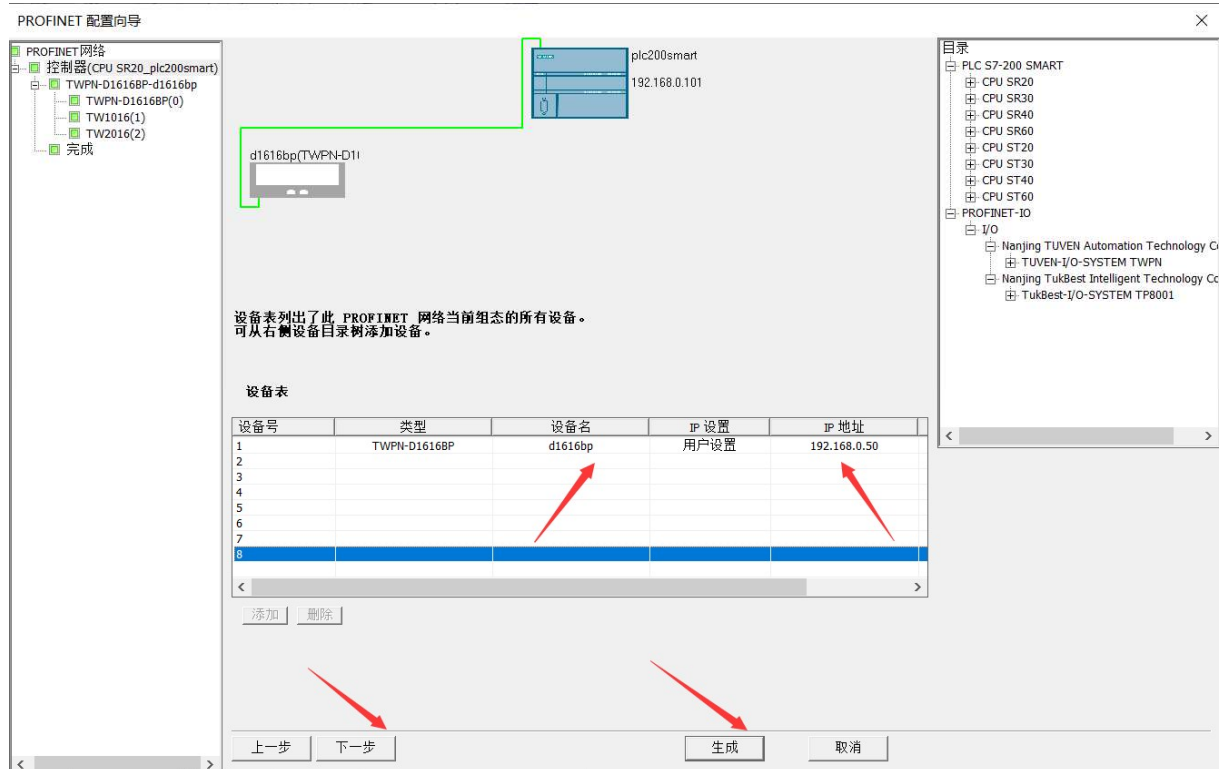 PROFINET 配置向导
PROFINET网络
控制器(CPU SR20_plc200smart)
TWPN-D1616BP-d1616bp
TWPN-D1616BP(0)
TW1016(1)
TW2016(2)
完成
plc200smart
192.168.0.101
d1616bp(TWPN-D1
设备表列出了此 PROFINET 网络当前组态的所有设备。
可从右侧设备目录树添加设备。
设备表
设备号 类型 设备名 IP 设置 IP 地址
1 TWPN-D1616BP d1616bp 用户设置 192.168.0.50
2
3
4
5
6
7
8
添加 删除
上一步 下一步 生成 取消
目录
PLC S7-200 SMART
CPU SR20
CPU SR30
CPU SR40
CPU SR60
CPU ST20
CPU ST30
CPU ST40
CPU ST60
PROFINET-IO
I/O
Nanjing TUVEN Automation Technology C
TUVEN-I/O-SYSTEM TWPN
Nanjing TukBest Intelligent Technology Co
TukBest-I/O-SYSTEM TP8001